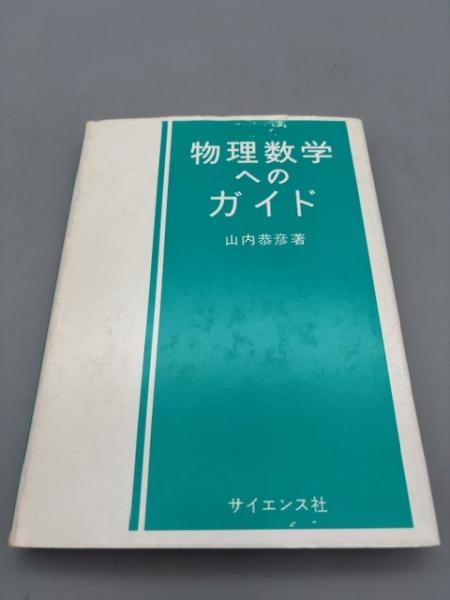 物理数学
への
ガイド
山内恭彦著
サイエンス社